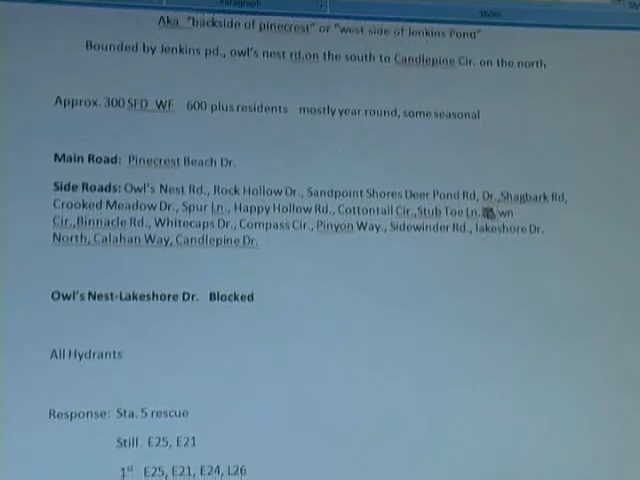 Paragraph
Styles
Aka "backside of pinecrest" or "west side of Jenkins Pond"
Bounded by Jenkins pd., owl's nest rd.on the south to Candlepine Cir. on the north
Approx. 300 SFD WF 600 plus residents mostly year round, some seasonal
Main Road: Pinecrest Beach Dr.
Side Roads: Owl's Nest Rd., Rock Hollow Dr., Sandpoint Shores Deer Pond Rd, Dr.,Shagbark Rd,
Crooked Meadow Dr., Spur Ln., Happy Hollow Rd., Cottontail Cir.,Stub Toe Ln. wn
Cir.,Binnacle Rd., Whitecaps Dr., Compass Cir., Pinyon Way., Sidewinder Rd., lakeshore Dr.
North, Calahan Way, Candlepine Dr.
Owl's Nest-Lakeshore Dr. Blocked
All Hydrants
Response: Sta. 5 rescue
Still. E25, E21
1st E25, E21, E24, L26